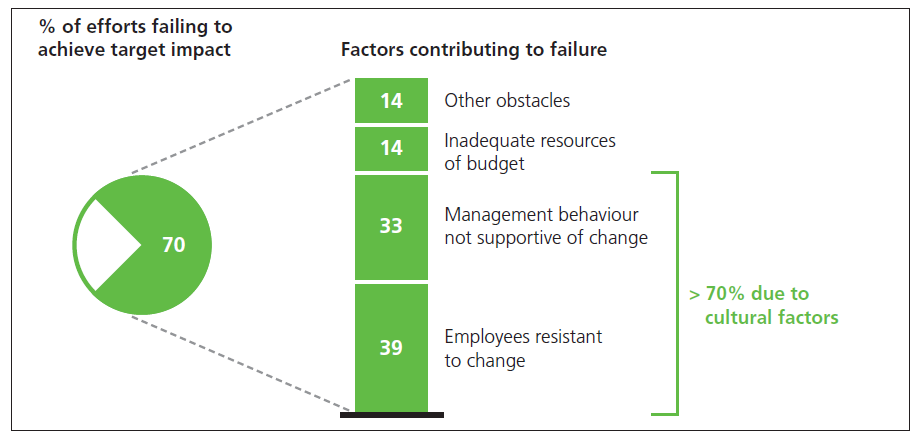 % of efforts failing to
achieve target impact
Factors contributing to failure
70
14
Other obstacles
14
Inadequate resources
of budget
33
Management behaviour
not supportive of change
39
Employees resistant
to change
> 70% due to
cultural factors